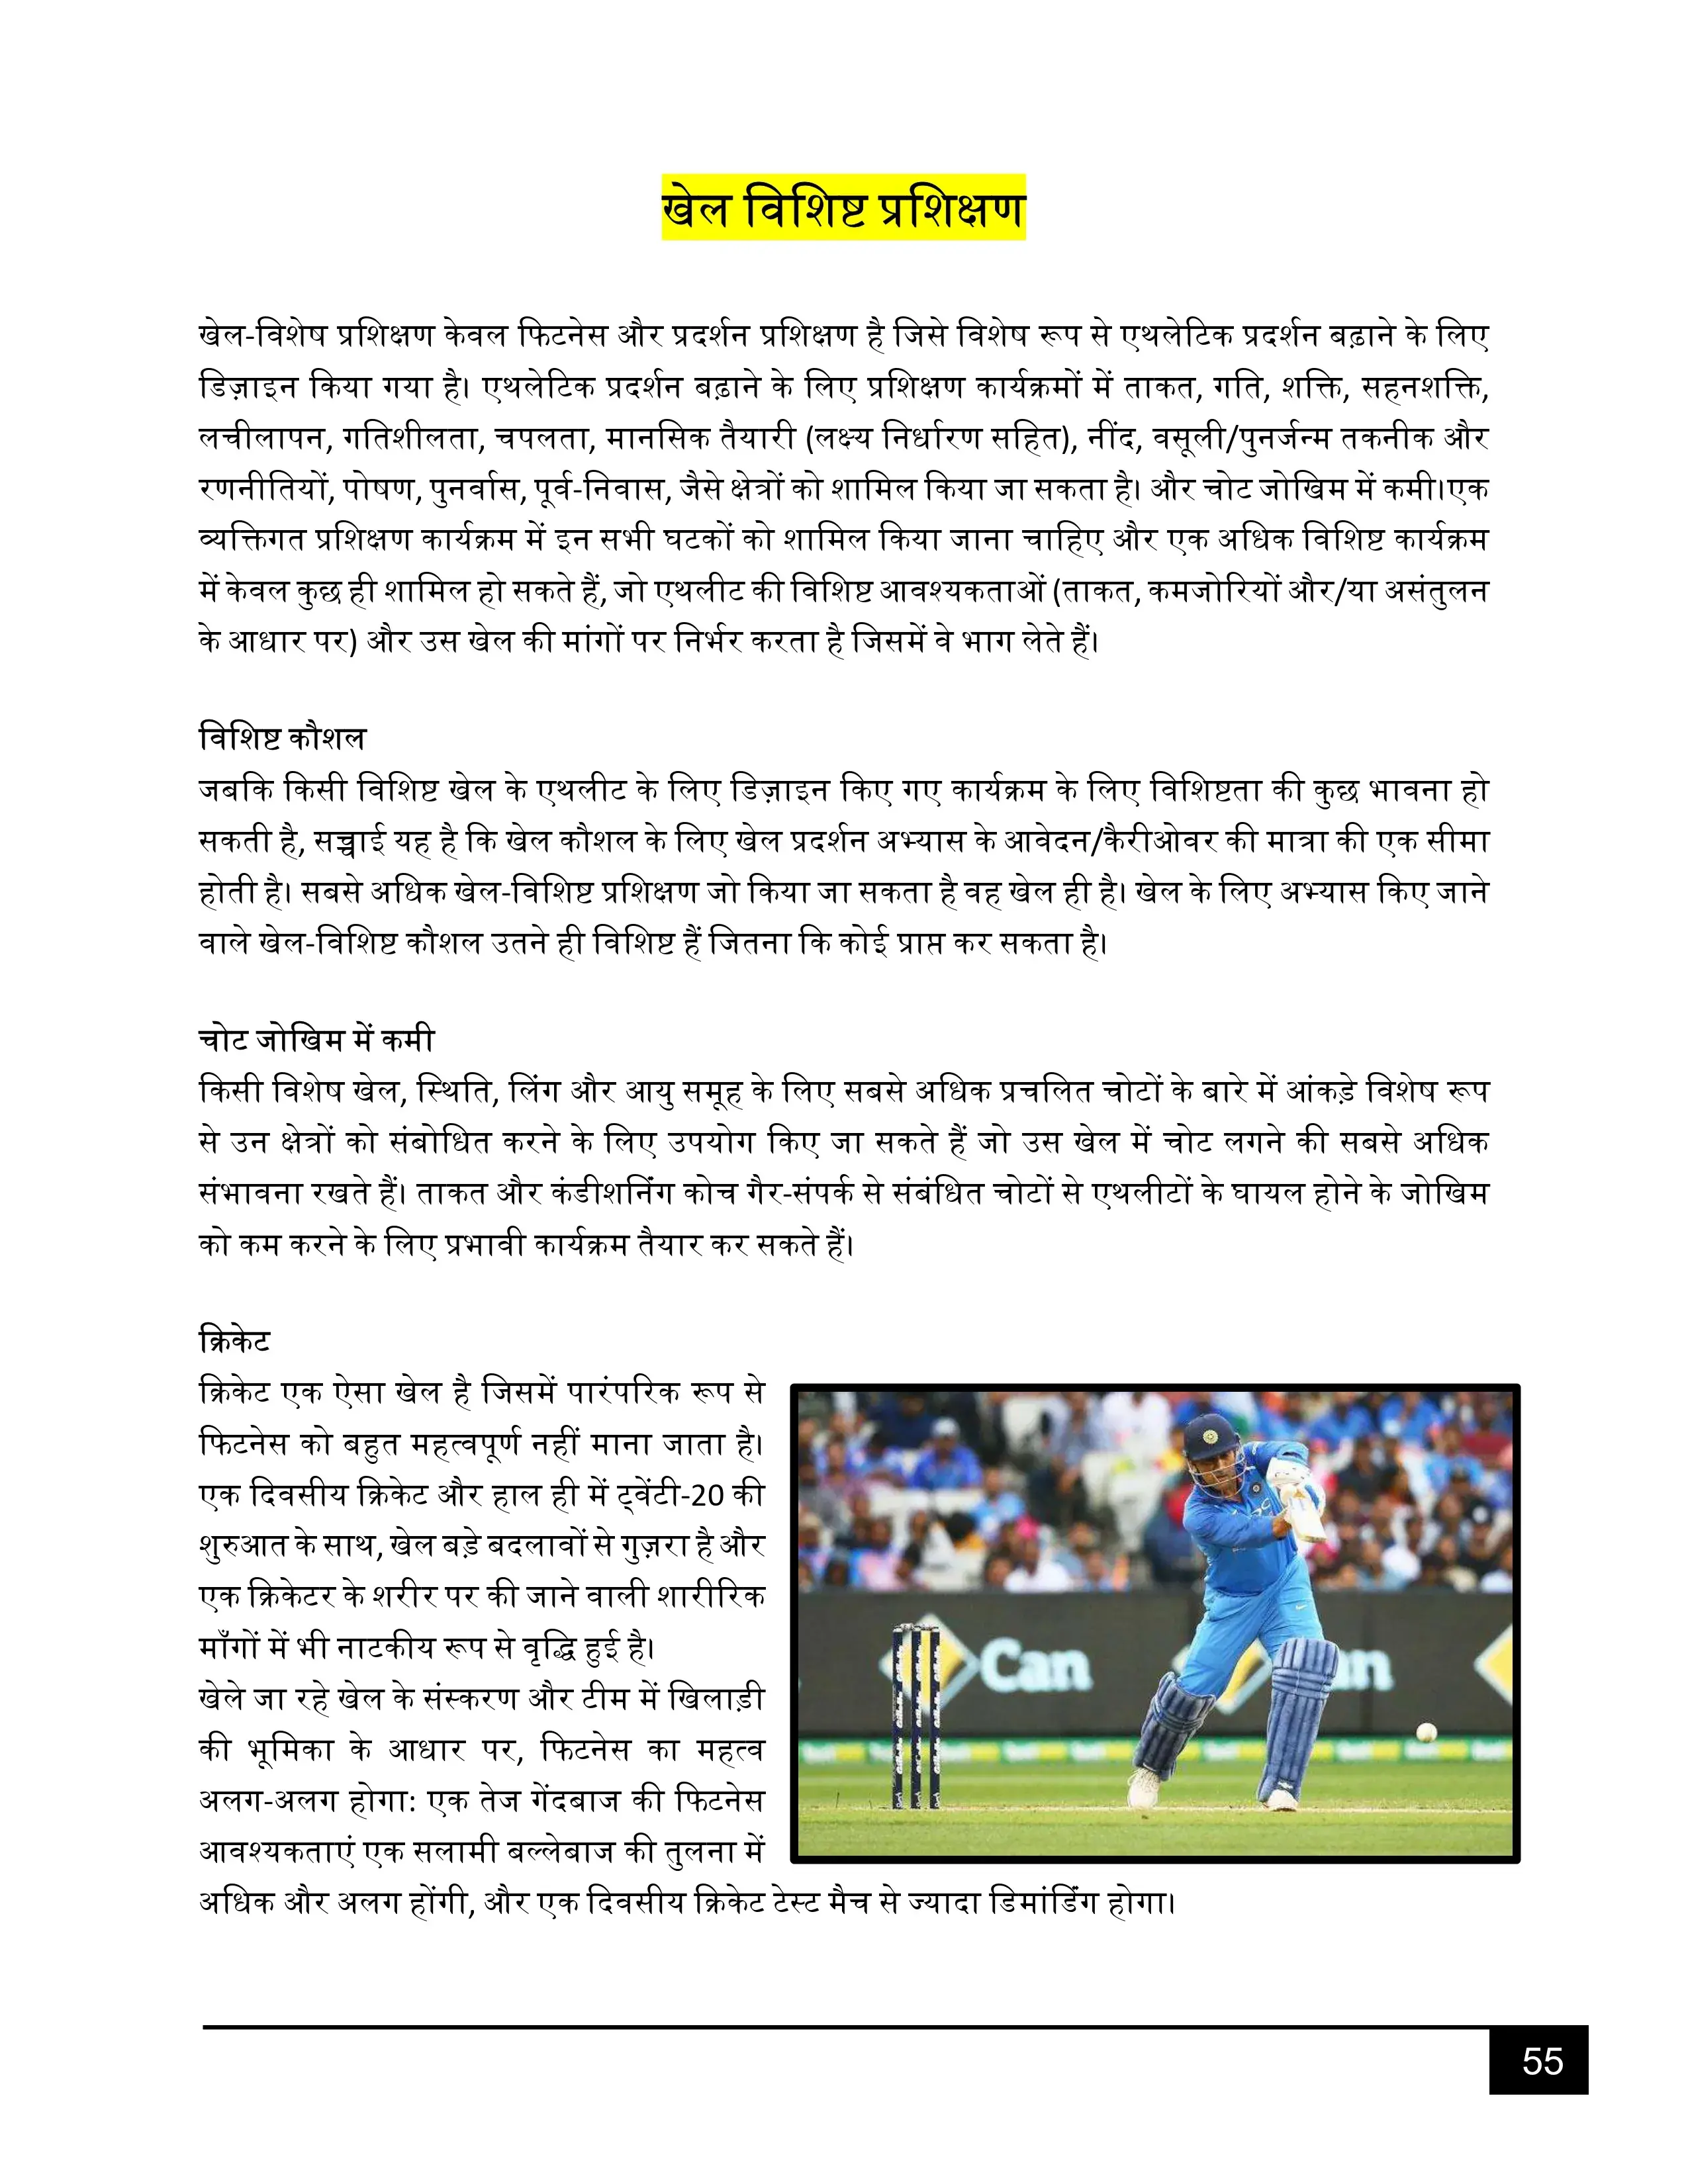 खेल विशिष्ट प्रशिक्षण
खेल-विशेष प्रशिक्षण केवल फिटनेस और प्रदर्शन प्रशिक्षण है जिसे विशेष रूप से एथलेटिक प्रदर्शन बढ़ाने के लिए
डिज़ाइन किया गया है। एथलेटिक प्रदर्शन बढ़ाने के लिए प्रशिक्षण कार्यक्रमों में ताकत, गति, शक्ति, सहनशक्ति,
लचीलापन, गतिशीलता, चपलता, मानसिक तैयारी (लक्ष्य निर्धारण सहित), नींद, वसूली/पुनर्जन्म तकनीक और
रणनीतियों, पोषण, पुनर्वास, पूर्व-निवास, जैसे क्षेत्रों को शामिल किया जा सकता है। और चोट जोखिम में कमी।एक
व्यक्तिगत प्रशिक्षण कार्यक्रम में इन सभी घटकों को शामिल किया जाना चाहिए और एक अधिक विशिष्ट कार्यक्रम
में केवल कुछ ही शामिल हो सकते हैं, जो एथलीट की विशिष्ट आवश्यकताओं (ताकत, कमजोरियों और/या असंतुलन
के आधार पर) और उस खेल की मांगों पर निर्भर करता है जिसमें वे भाग लेते हैं।
विशिष्ट कौशल
जबकि किसी विशिष्ट खेल के एथलीट के लिए डिज़ाइन किए गए कार्यक्रम के लिए विशिष्टता की कुछ भावना हो
सकती है, सच्चाई यह है कि खेल कौशल के लिए खेल प्रदर्शन अभ्यास के आवेदन/कैरीओवर की मात्रा की एक सीमा
होती है। सबसे अधिक खेल-विशिष्ट प्रशिक्षण जो किया जा सकता है वह खेल ही है। खेल के लिए अभ्यास किए जाने
वाले खेल-विशिष्ट कौशल उतने ही विशिष्ट हैं जितना कि कोई प्राप्त कर सकता है।
चोट जोखिम में कमी
किसी विशेष खेल, स्थिति, लिंग और आयु समूह के लिए सबसे अधिक प्रचलित चोटों के बारे में आंकड़े विशेष रूप
से उन क्षेत्रों को संबोधित करने के लिए उपयोग किए जा सकते हैं जो उस खेल में चोट लगने की सबसे अधिक
संभावना रखते हैं। ताकत और कंडीशनिंग कोच गैर-संपर्क से संबंधित चोटों से एथलीटों के घायल होने के जोखिम
को कम करने के लिए प्रभावी कार्यक्रम तैयार कर सकते हैं।
क्रिकेट
क्रिकेट एक ऐसा खेल है जिसमें पारंपरिक रूप से
फिटनेस को बहुत महत्वपूर्ण नहीं माना जाता है।
एक दिवसीय क्रिकेट और हाल ही में ट्वेंटी-20 की
शुरुआत के साथ, खेल बड़े बदलावों से गुज़रा है और
एक क्रिकेटर के शरीर पर की जाने वाली शारीरिक
माँगों में भी नाटकीय रूप से वृद्धि हुई है।
खेले जा रहे खेल के संस्करण और टीम में खिलाड़ी
की भूमिका के आधार पर, फिटनेस का महत्व
अलग-अलग होगा: एक तेज गेंदबाज की फिटनेस
आवश्यकताएं एक सलामी बल्लेबाज की तुलना में
अधिक और अलग होंगी, और एक दिवसीय क्रिकेट टेस्ट मैच से ज्यादा डिमांडिंग होगा।
Can
an
55